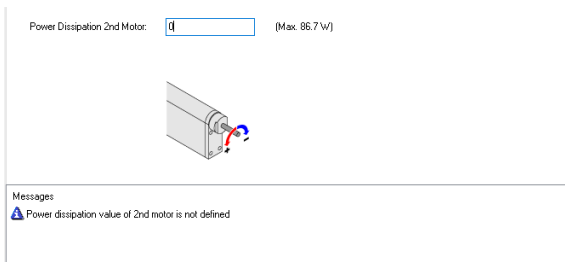 Power Dissipation 2nd Motor: 0 (Max. 86.7 W)
+ -
Messages
Power dissipation value of 2nd motor is not defined